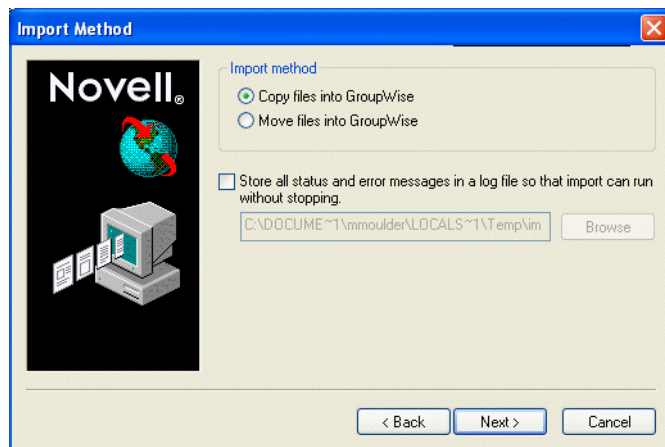 Import Method
Novell®
Import method
Copy files into GroupWise
Move files into GroupWise
Store all status and error messages in a log file so that import can run
without stopping.
C:\DOCUME~1\mmoulder\LOCALS~1\Temp\im
Browse
< Back
Next >
Cancel